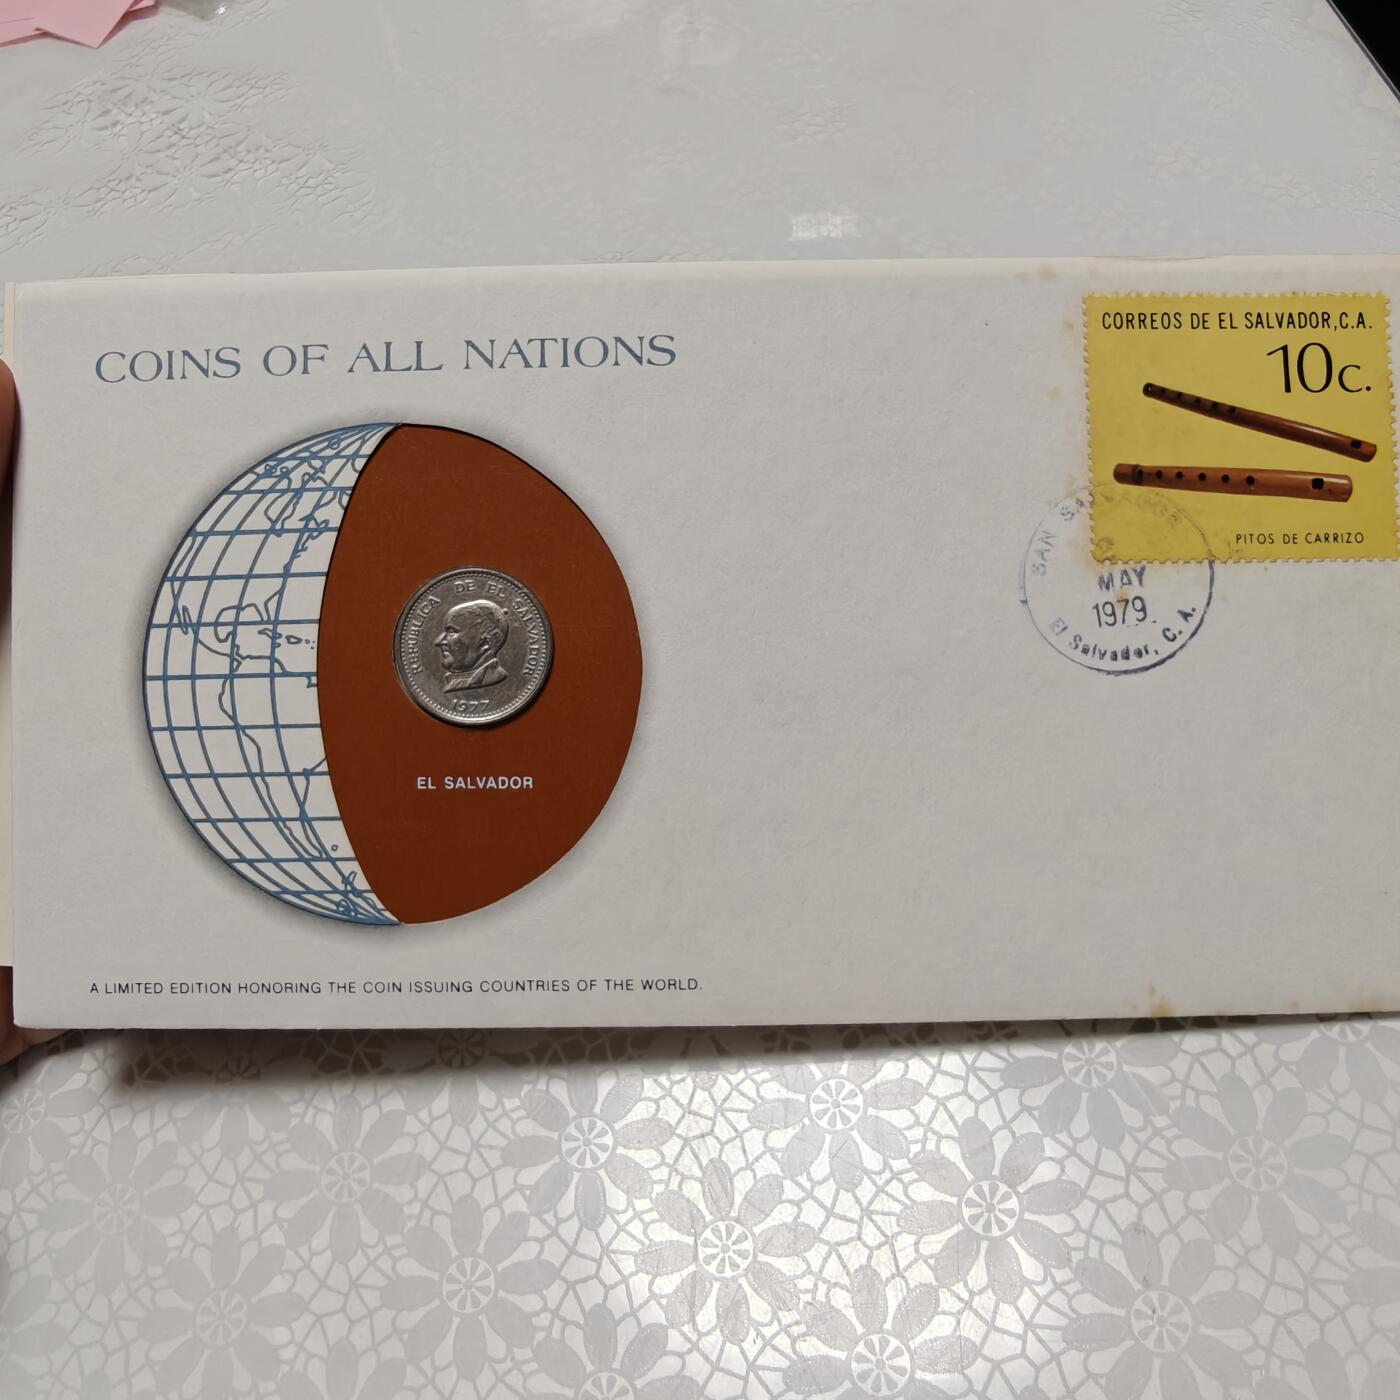 COINS OF ALL NATIONS
CORREOS DE EL SALVADOR, C.A.
10c.
PITOS DE CARRIZO
SAN SALVADOR
MAY
1979
El Salvador, C. A.
REPUBLICA DE EL SALVADOR
1977
EL SALVADOR
A LIMITED EDITION HONORING THE COIN ISSUING COUNTRIES OF THE WORLD.